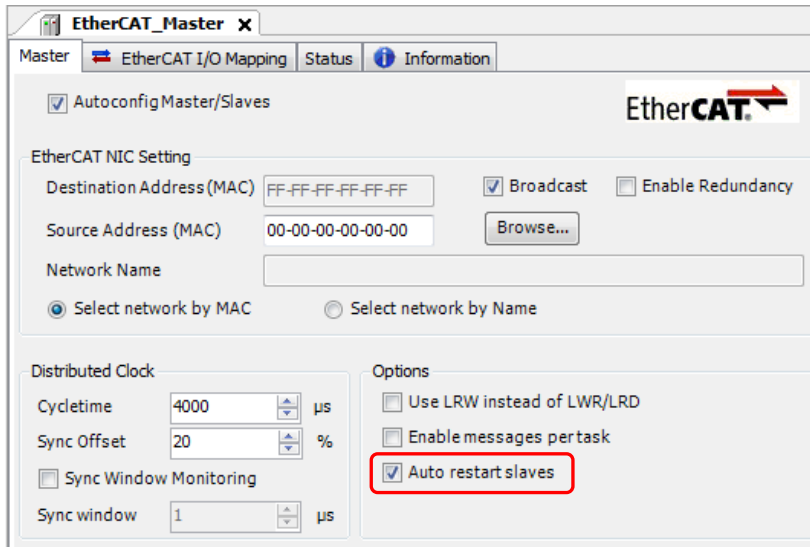 EtherCAT_Master x
Master EtherCAT I/O Mapping Status Information
Autoconfig Master/Slaves
EtherCAT.
EtherCAT NIC Setting
Destination Address (MAC) FF-FF-FF-FF-FF-FF Broadcast Enable Redundancy
Source Address (MAC) 00-00-00-00-00-00 Browse...
Network Name
Select network by MAC Select network by Name
Distributed Clock
Cycletime 4000 µs
Sync Offset 20 %
Sync Window Monitoring
Sync window 1 µs
Options
Use LRW instead of LWR/LRD
Enable messages per task
Auto restart slaves